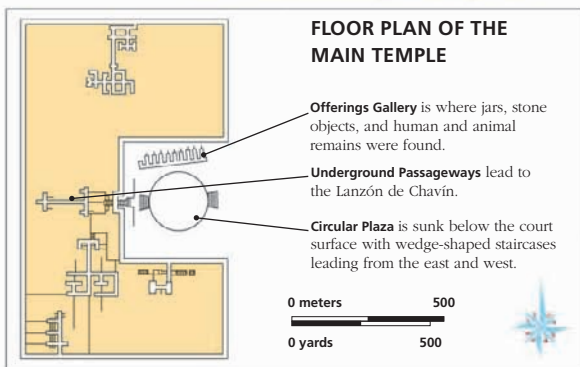 FLOOR PLAN OF THE
MAIN TEMPLE
Offerings Gallery is where jars, stone
objects, and human and animal
remains were found.
Underground Passageways lead to
the Lanzón de Chavín.
Circular Plaza is sunk below the court
surface with wedge-shaped staircases
leading from the east and west.
0 meters 500
0 yards 500